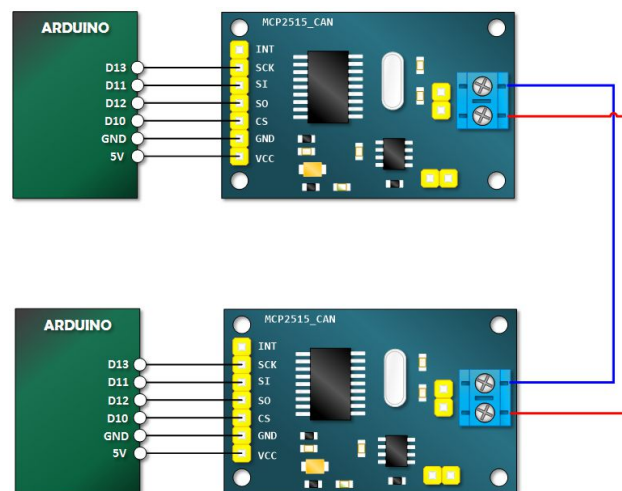 ARDUINO
MCP2515_CAN
INT
D13 SCK
D11 SI
D12 SO
D10 CS
GND GND
5V VCC
MCP2515_CAN
ARDUINO
INT
D13 SCK
D11 SI
D12 SO
D10 CS
GND GND
5V VCC